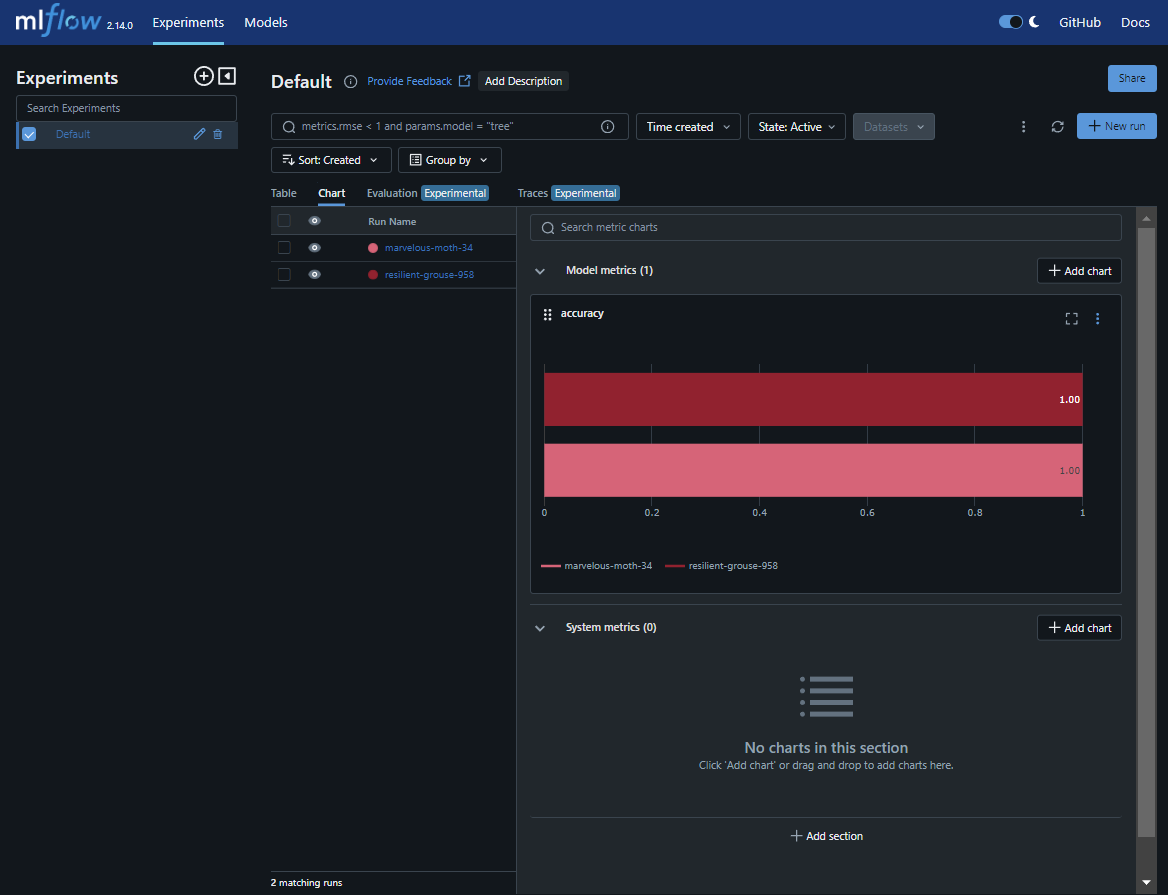 mlflow 2.14.0 Experiments Models GitHub Docs
Experiments
Search Experiments
Default
Default Provide Feedback Add Description Share
metrics.rmse < 1 and params.model = "tree" Time created State: Active Datasets New run
Sort: Created Group by
Table Chart Evaluation Experimental Traces Experimental
Run Name
marvelous-moth-34
resilient-grouse-958
Search metric charts
Model metrics (1) Add chart
accuracy
1.00
1.00
0 0.2 0.4 0.6 0.8 1
marvelous-moth-34 resilient-grouse-958
System metrics (0) Add chart
No charts in this section
Click 'Add chart' or drag and drop to add charts here.
Add section
2 matching runs